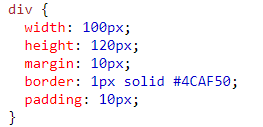 div {
  width: 100px;
  height: 120px;
  margin: 10px;
  border: 1px solid #4CAF50;
  padding: 10px;
}